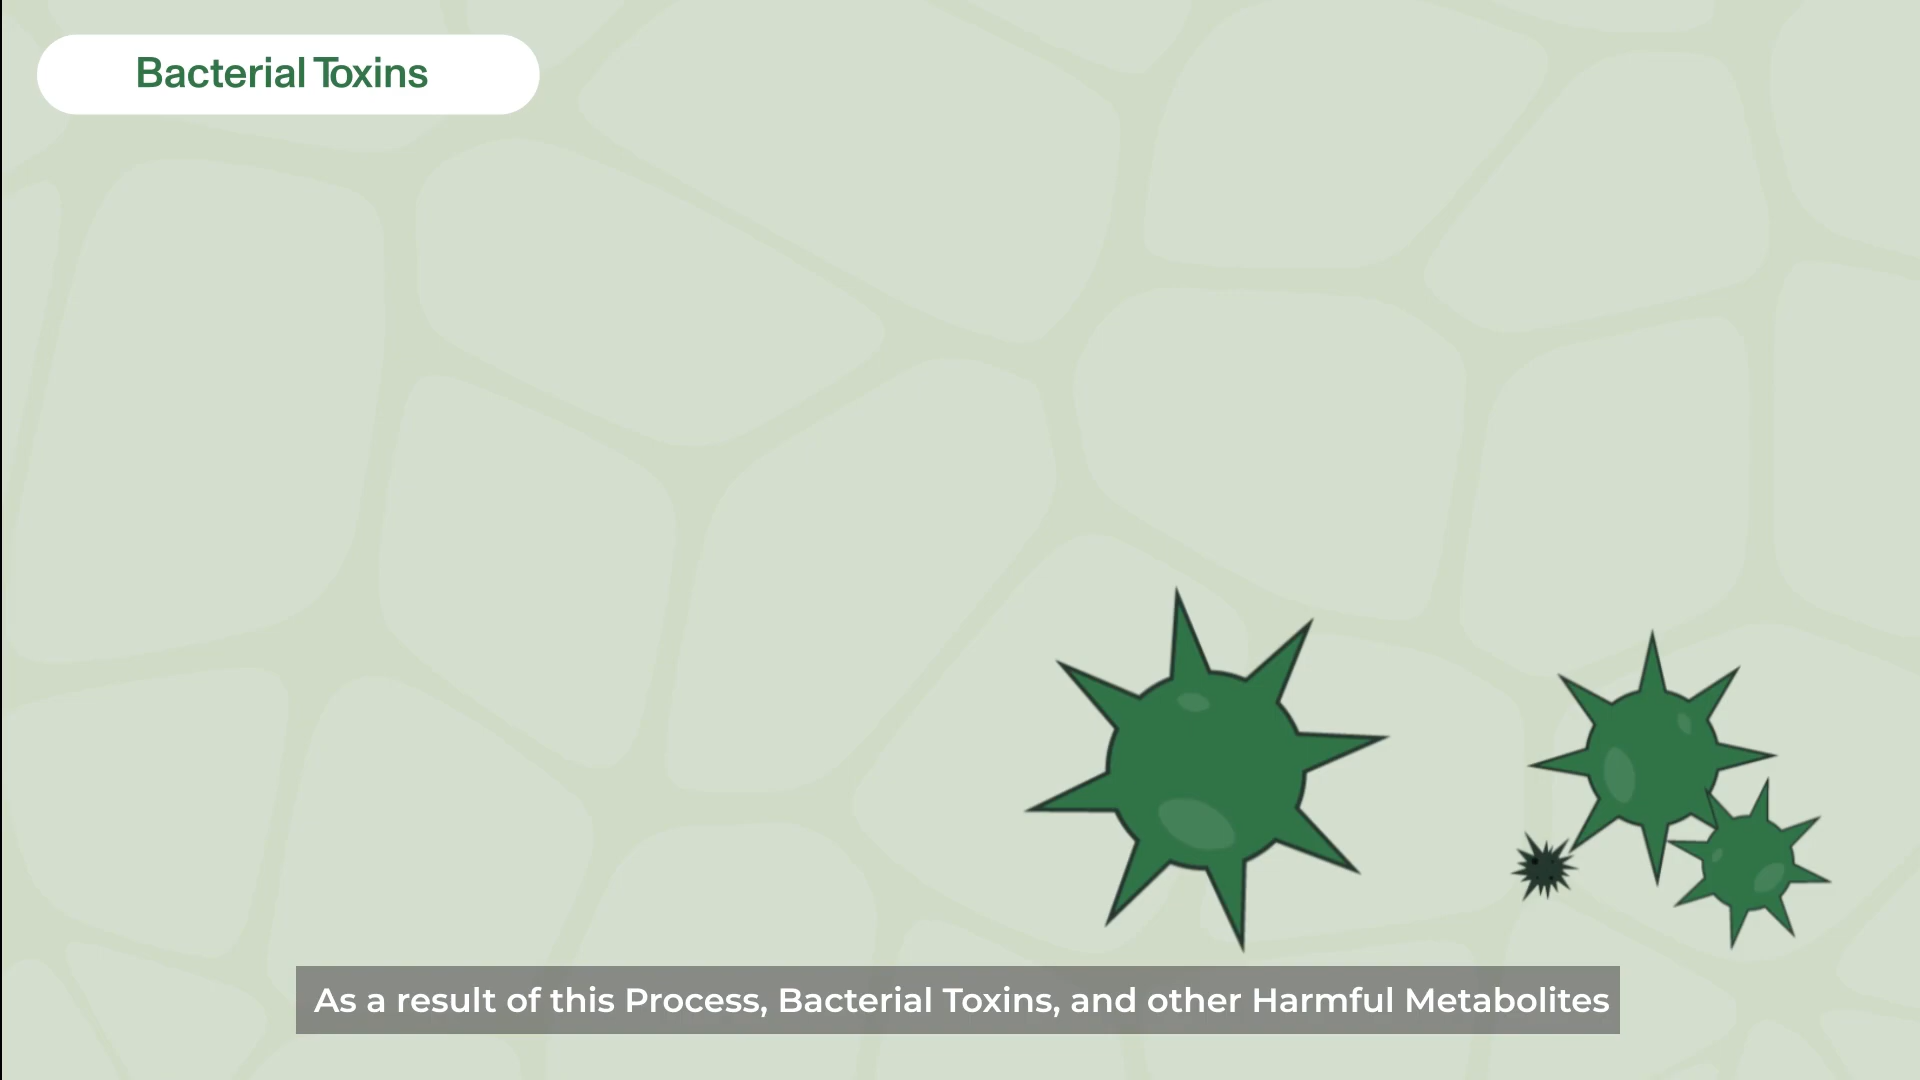 Bacterial Toxins
As a result of this Process, Bacterial Toxins, and other Harmful Metabolites